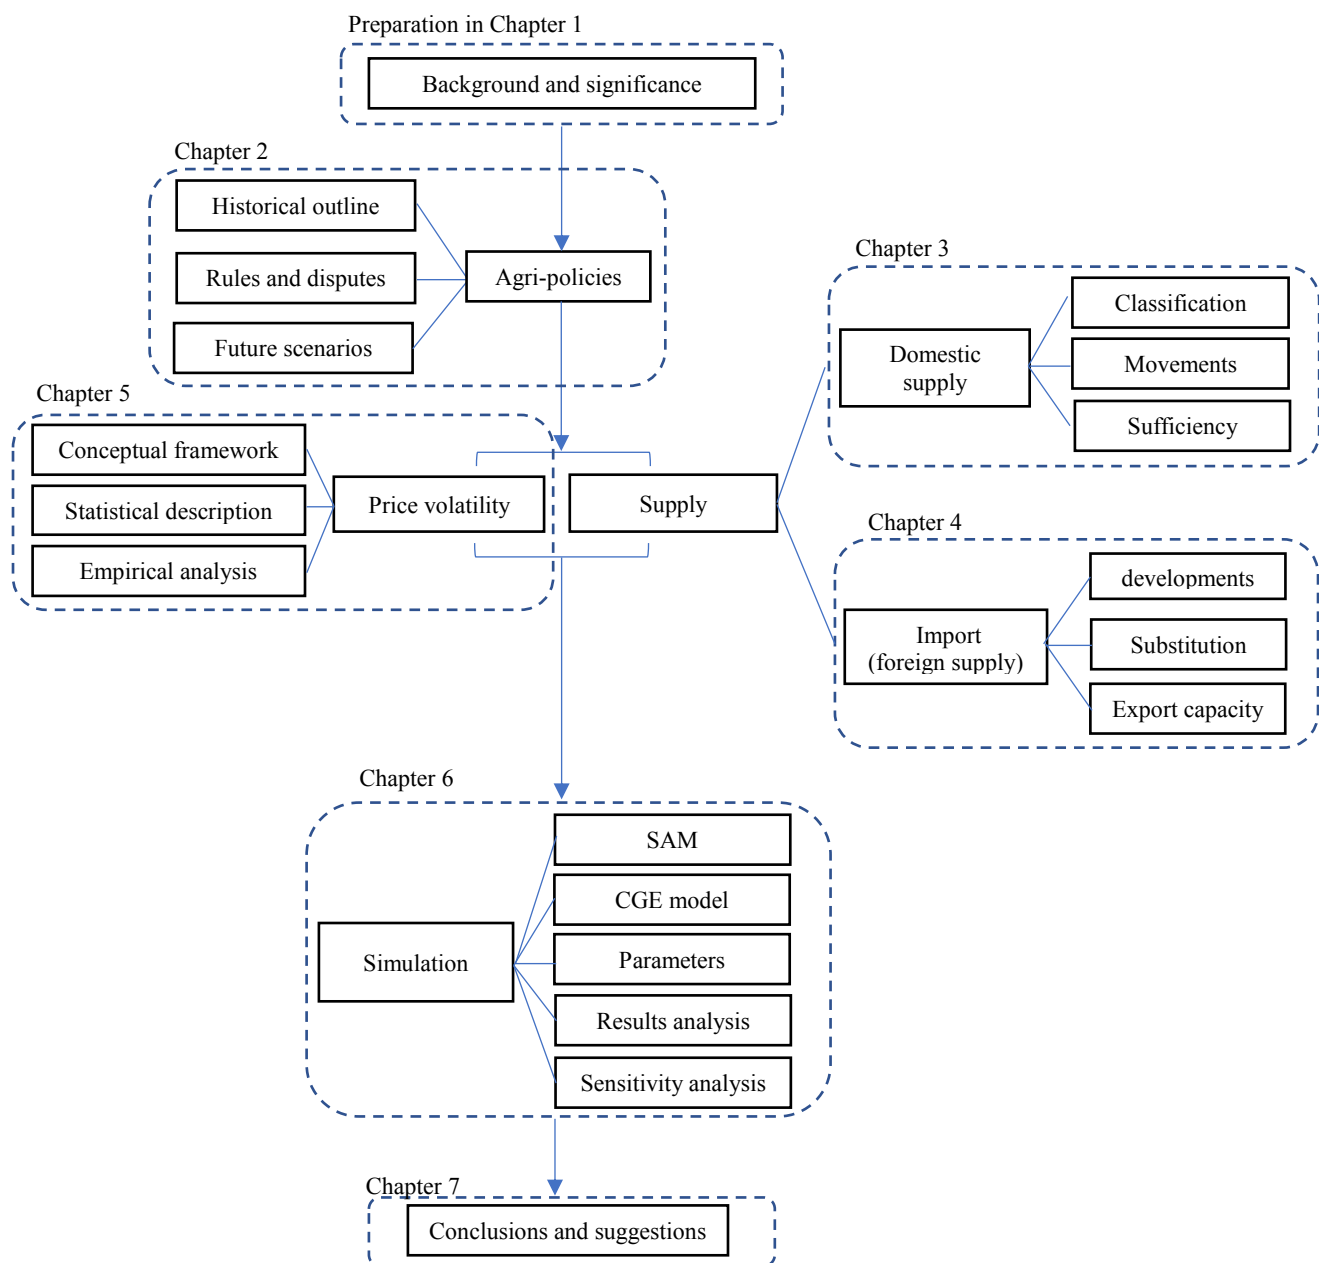 Preparation in Chapter 1
Background and significance
Chapter 2
Historical outline
Rules and disputes
Agri-policies
Future scenarios
Chapter 3
Classification
Domestic
supply
Movements
Sufficiency
Chapter 5
Conceptual framework
Statistical description
Price volatility
Empirical analysis
Supply
Chapter 4
developments
Import
(foreign supply)
Substitution
Export capacity
Chapter 6
SAM
CGE model
Simulation
Parameters
Results analysis
Sensitivity analysis
Chapter 7
Conclusions and suggestions